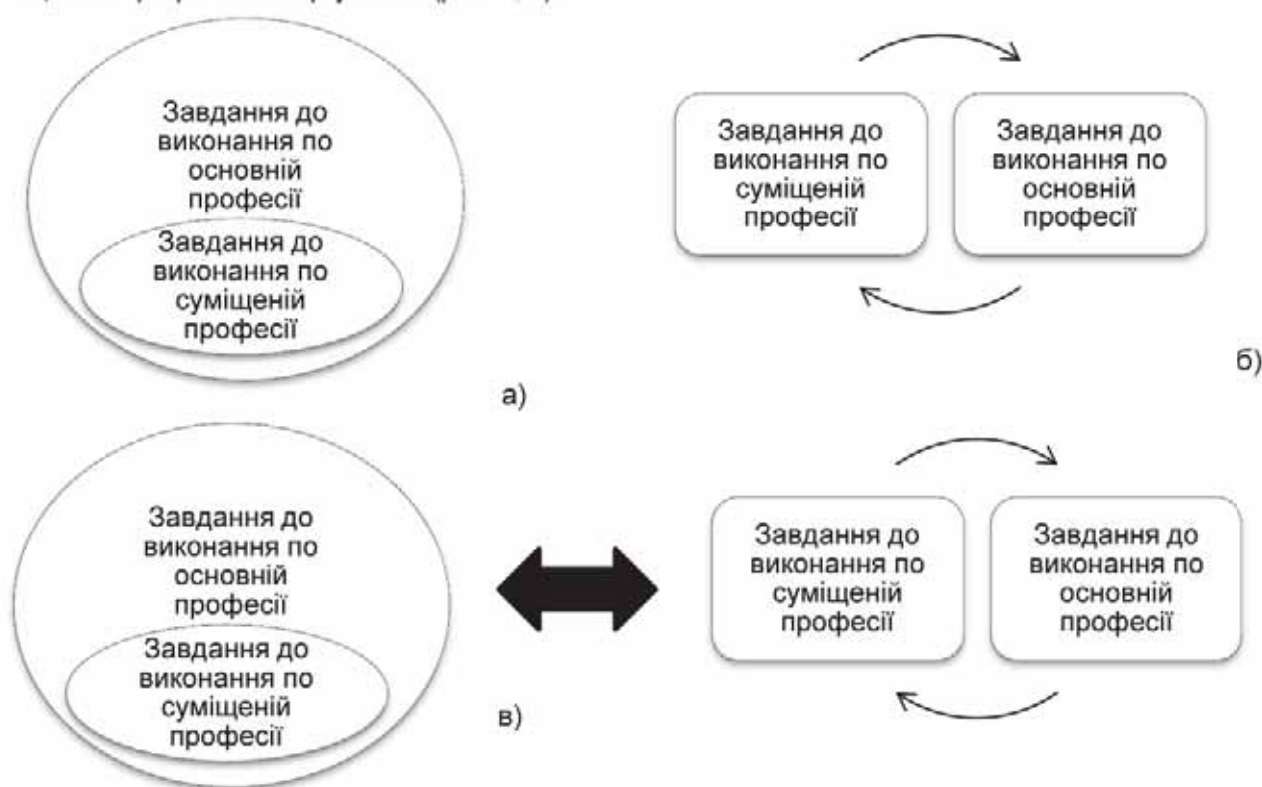 Завдання до
виконання по
основній
професії
Завдання до
виконання по
суміщеній
професії
а)
Завдання до
виконання по
суміщеній
професії
Завдання до
виконання по
основній
професії
б)
Завдання до
виконання по
основній
професії
Завдання до
виконання по
суміщеній
професії
в)
Завдання до
виконання по
суміщеній
професії
Завдання до
виконання по
основній
професії